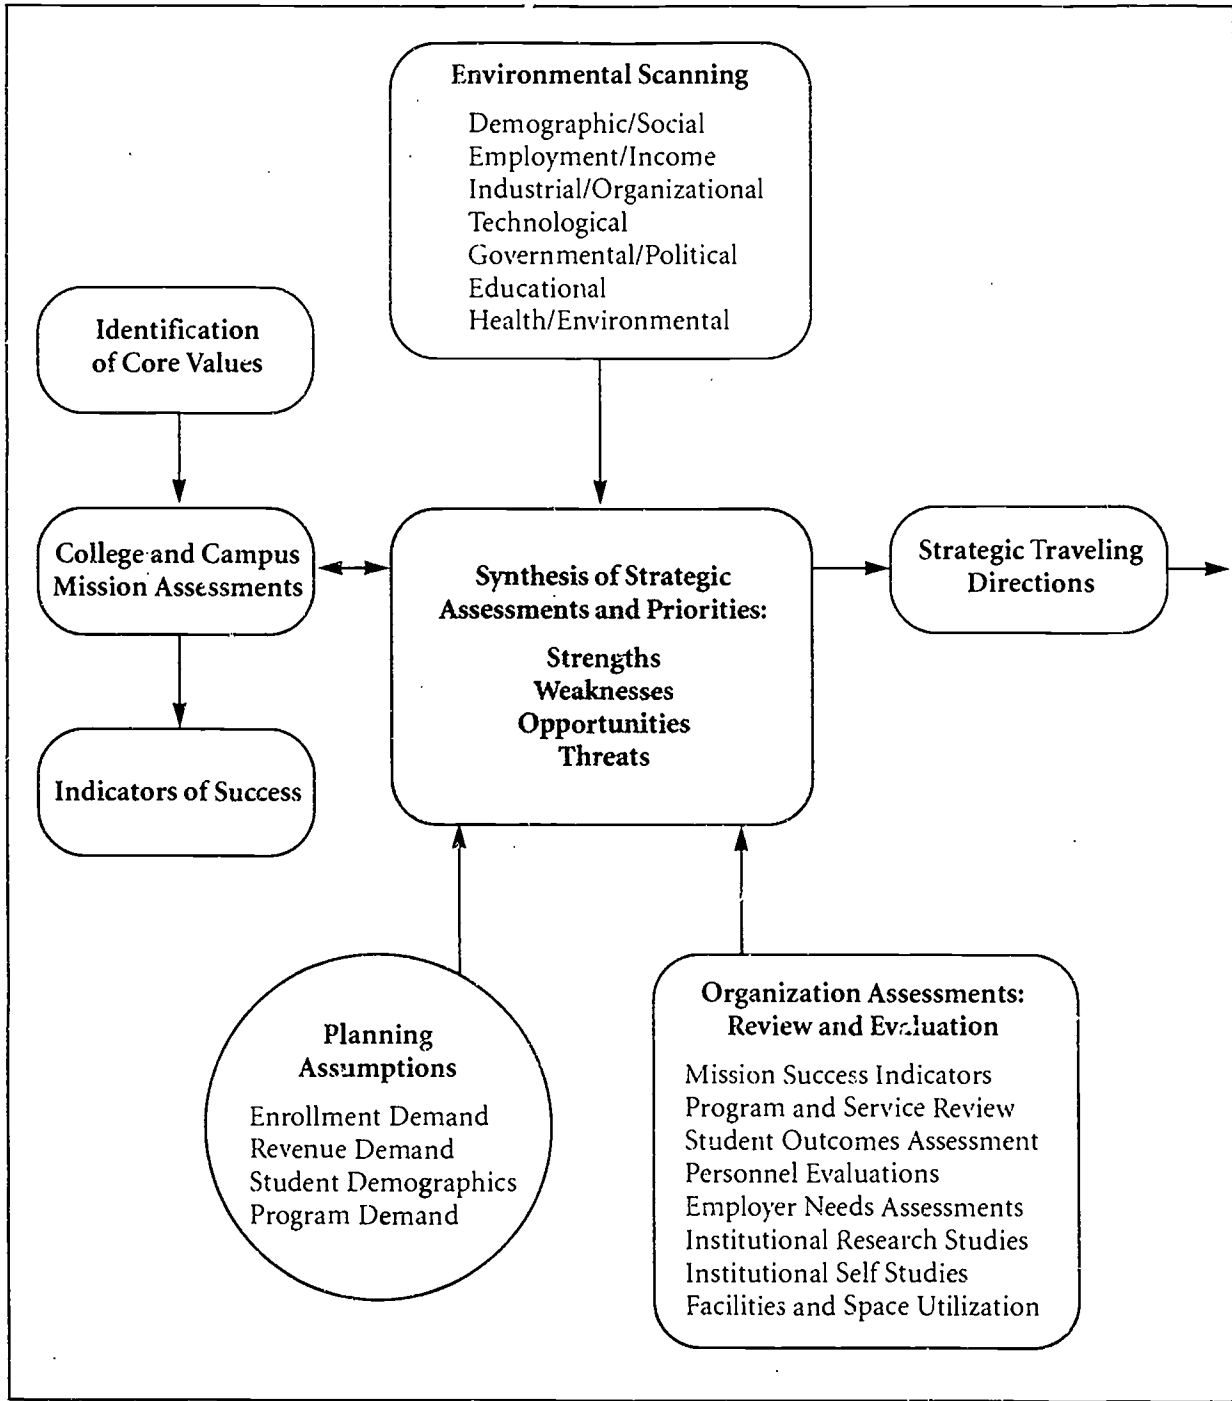 Environmental Scanning
Demographic/Social
Employment/Income
Industrial/Organizational
Technological
Governmental/Political
Educational
Health/Environmental
Identification
of Core Values
College and Campus
Mission Assessments
Indicators of Success
Synthesis of Strategic
Assessments and Priorities:
Strengths
Weaknesses
Opportunities
Threats
Strategic Traveling
Directions
Planning
Assumptions
Enrollment Demand
Revenue Demand
Student Demographics
Program Demand
Organization Assessments:
Review and Evaluation
Mission Success Indicators
Program and Service Review
Student Outcomes Assessment
Personnel Evaluations
Employer Needs Assessments
Institutional Research Studies
Institutional Self Studies
Facilities and Space Utilization